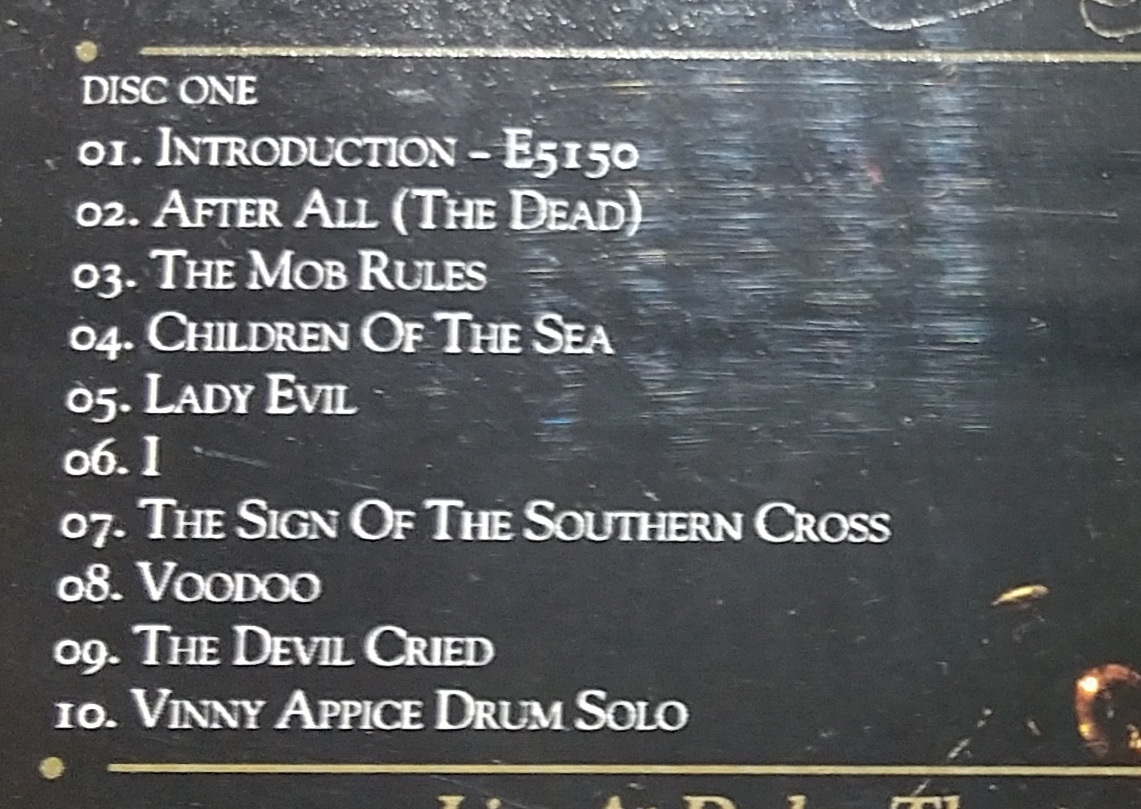 DISC ONE
01. INTRODUCTION – E5150
02. AFTER ALL (THE DEAD)
03. THE MOB RULES
04. CHILDREN OF THE SEA
05. LADY EVIL
06. I
07. THE SIGN OF THE SOUTHERN CROSS
08. VOODOO
09. THE DEVIL CRIED
10. VINNY APPICE DRUM SOLO